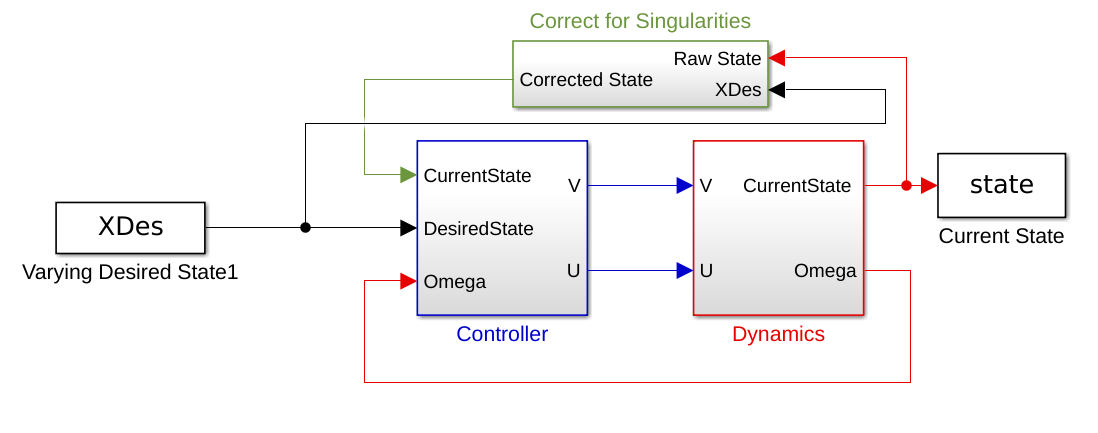 Correct for Singularities
Raw State
Corrected State
XDes
CurrentState
V
V
CurrentState
state
XDes
DesiredState
Current State
Varying Desired State1
Omega
U
U
Omega
Controller
Dynamics